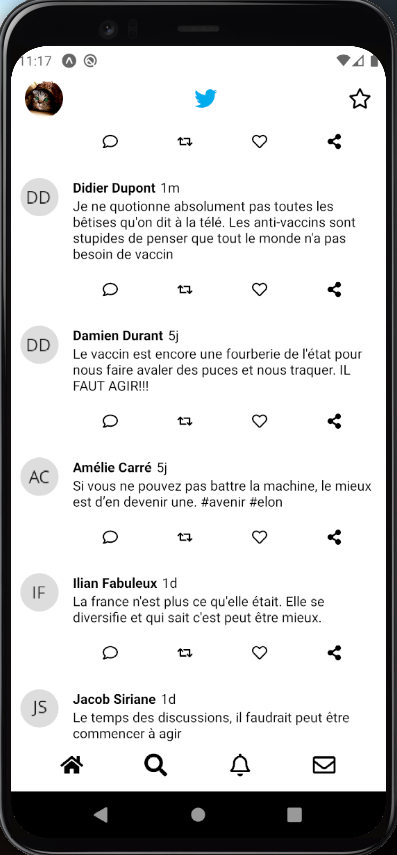 11:17
DD
Didier Dupont 1m
Je ne quotionne absolument pas toutes les
bêtises qu'on dit à la télé. Les anti-vaccins sont
stupides de penser que tout le monde n'a pas
besoin de vaccin
DD
Damien Durant 5j
Le vaccin est encore une fourberie de l'état pour
nous faire avaler des puces et nous traquer. IL
FAUT AGIR!!!
AC
Amélie Carré 5j
Si vous ne pouvez pas battre la machine, le mieux
est d'en devenir une. #avenir #elon
IF
Ilian Fabuleux 1d
La france n'est plus ce qu'elle était. Elle se
diversifie et qui sait c'est peut être mieux.
JS
Jacob Siriane 1d
Le temps des discussions, il faudrait peut être
commencer à agir